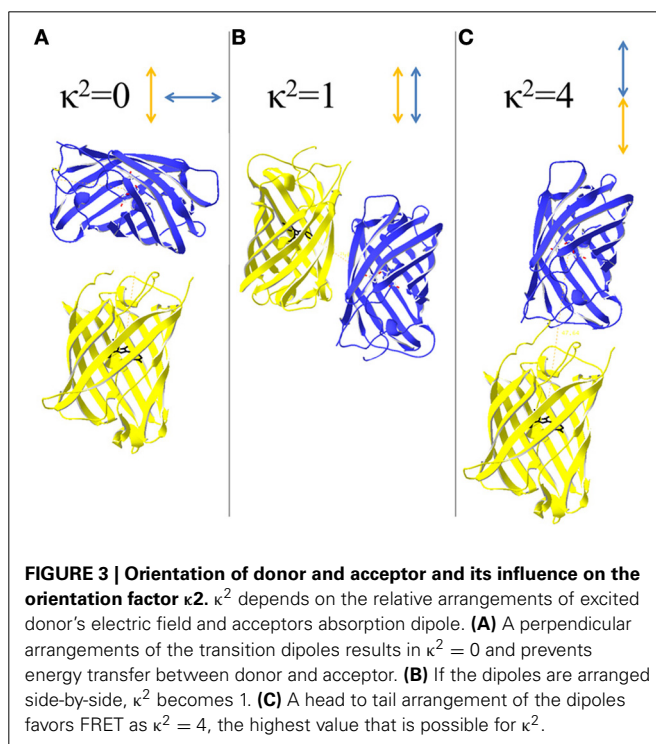 A
B
C
κ²=0
κ²=1
κ²=4
FIGURE 3 | Orientation of donor and acceptor and its influence on the
orientation factor κ2. κ² depends on the relative arrangements of excited
donor's electric field and acceptors absorption dipole. (A) A perpendicular
arrangements of the transition dipoles results in κ² = 0 and prevents
energy transfer between donor and acceptor. (B) If the dipoles are arranged
side-by-side, κ² becomes 1. (C) A head to tail arrangement of the dipoles
favors FRET as κ² = 4, the highest value that is possible for κ².